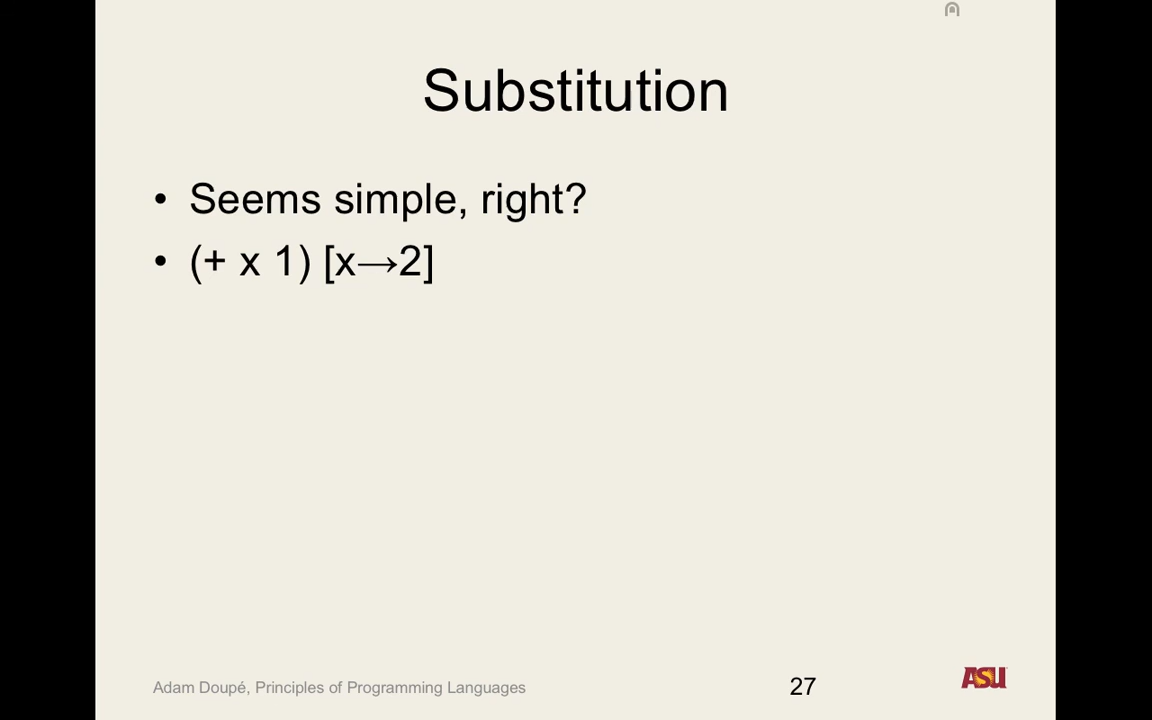 Substitution
• Seems simple, right?
• (+ x 1) [x→2]
Adam Doupé, Principles of Programming Languages
27
ASU